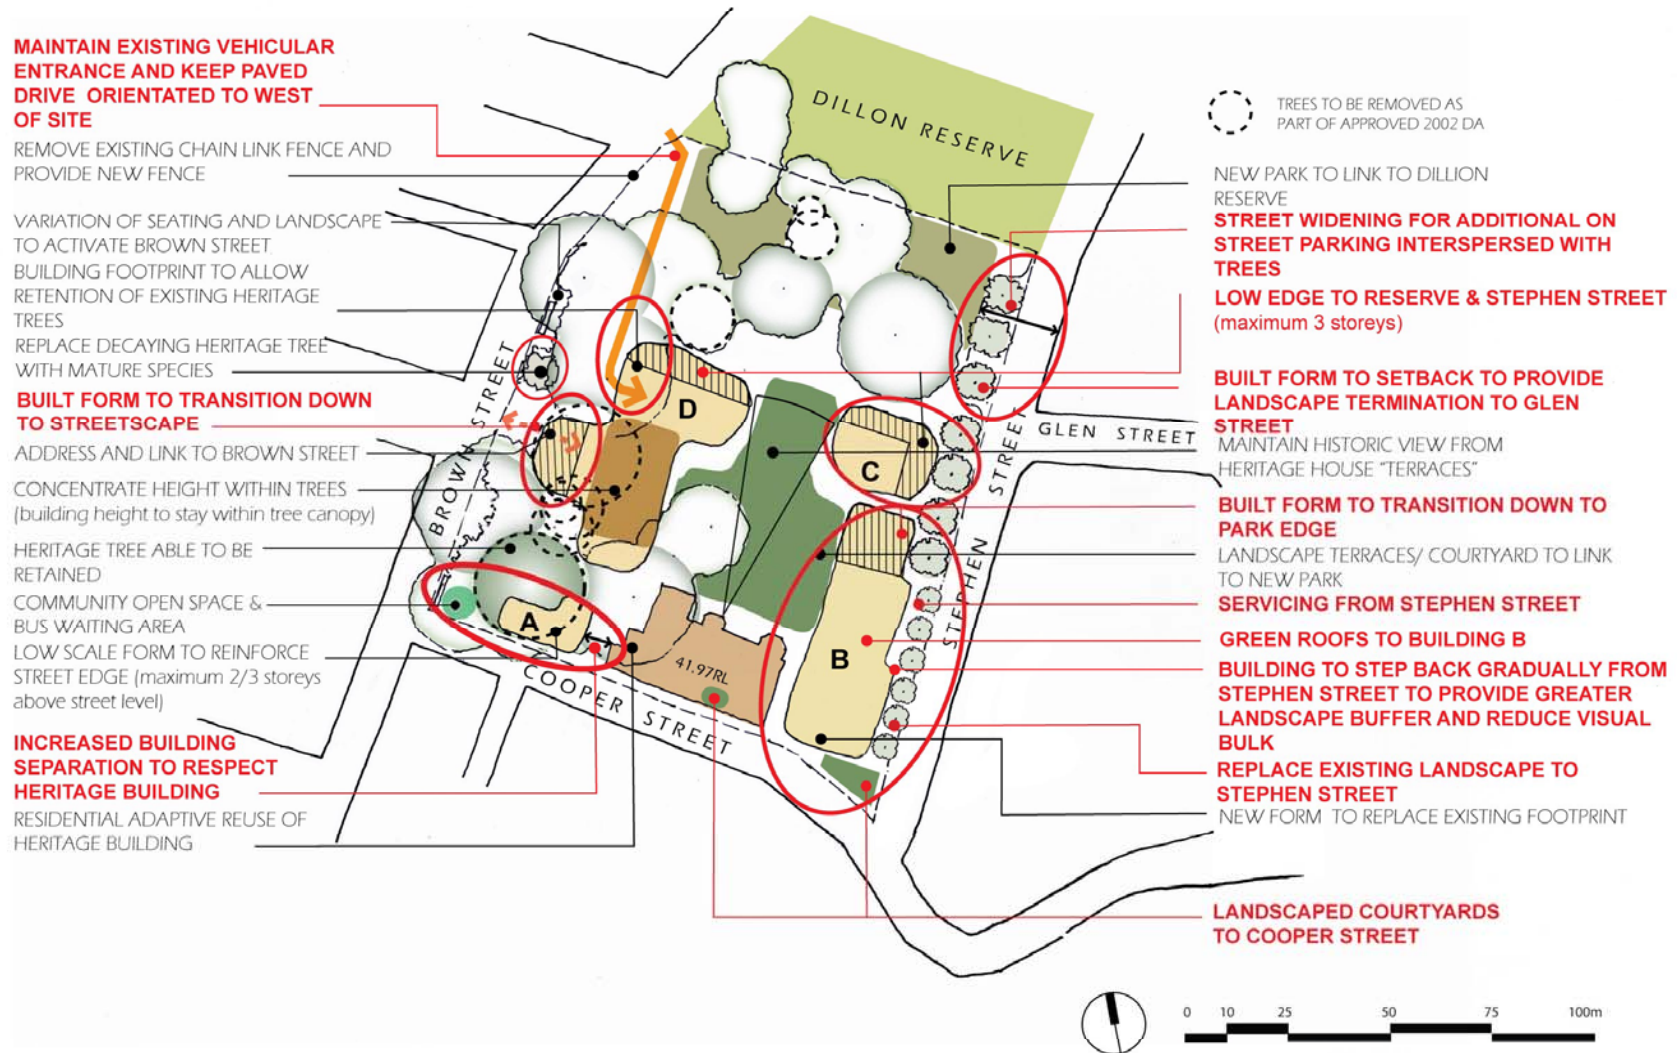 MAINTAIN EXISTING VEHICULAR
ENTRANCE AND KEEP PAVED
DRIVE ORIENTATED TO WEST
OF SITE
REMOVE EXISTING CHAIN LINK FENCE AND
PROVIDE NEW FENCE
VARIATION OF SEATING AND LANDSCAPE
TO ACTIVATE BROWN STREET
BUILDING FOOTPRINT TO ALLOW
RETENTION OF EXISTING HERITAGE
TREES
REPLACE DECAYING HERITAGE TREE
WITH MATURE SPECIES
BUILT FORM TO TRANSITION DOWN
TO STREETSCAPE
ADDRESS AND LINK TO BROWN STREET
CONCENTRATE HEIGHT WITHIN TREES
(building height to stay within tree canopy)
HERITAGE TREE ABLE TO BE
RETAINED
COMMUNITY OPEN SPACE &
BUS WAITING AREA
LOW SCALE FORM TO REINFORCE
STREET EDGE (maximum 2/3 storeys
above street level)
INCREASED BUILDING
SEPARATION TO RESPECT
HERITAGE BUILDING
RESIDENTIAL ADAPTIVE REUSE OF
HERITAGE BUILDING
DILLON RESERVE
BROWN STREET
D
C
A
B
41.97RL
COOPER STREET
STEPHEN STREET
GLEN STREET
TREES TO BE REMOVED AS
PART OF APPROVED 2002 DA
NEW PARK TO LINK TO DILLION
RESERVE
STREET WIDENING FOR ADDITIONAL ON
STREET PARKING INTERSPERSED WITH
TREES
LOW EDGE TO RESERVE & STEPHEN STREET
(maximum 3 storeys)
BUILT FORM TO SETBACK TO PROVIDE
LANDSCAPE TERMINATION TO GLEN
STREET
MAINTAIN HISTORIC VIEW FROM
HERITAGE HOUSE "TERRACES"
BUILT FORM TO TRANSITION DOWN TO
PARK EDGE
LANDSCAPE TERRACES/ COURTYARD TO LINK
TO NEW PARK
SERVICING FROM STEPHEN STREET
GREEN ROOFS TO BUILDING B
BUILDING TO STEP BACK GRADUALLY FROM
STEPHEN STREET TO PROVIDE GREATER
LANDSCAPE BUFFER AND REDUCE VISUAL
BULK
REPLACE EXISTING LANDSCAPE TO
STEPHEN STREET
NEW FORM TO REPLACE EXISTING FOOTPRINT
LANDSCAPED COURTYARDS
TO COOPER STREET
0 10 25 50 75 100m